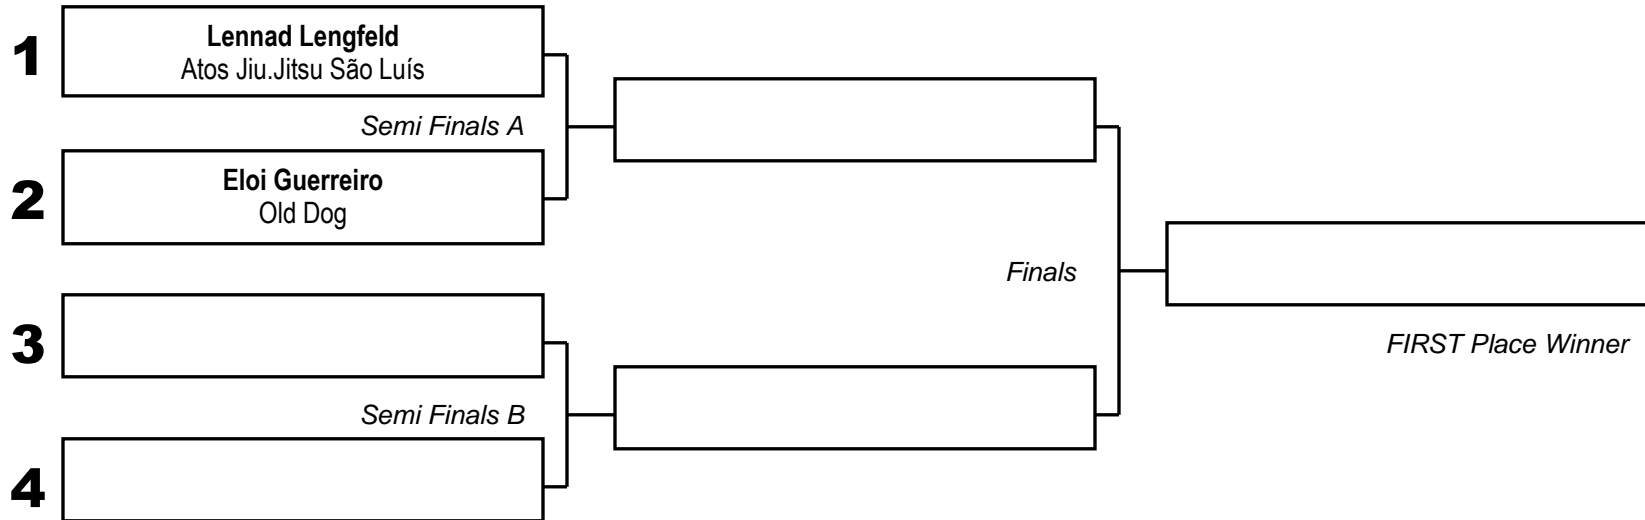 1
Lennad Lengfeld
Atos Jiu.Jitsu São Luís
Semi Finals A
2
Eloi Guerreiro
Old Dog
Finals
3
FIRST Place Winner
Semi Finals B
4